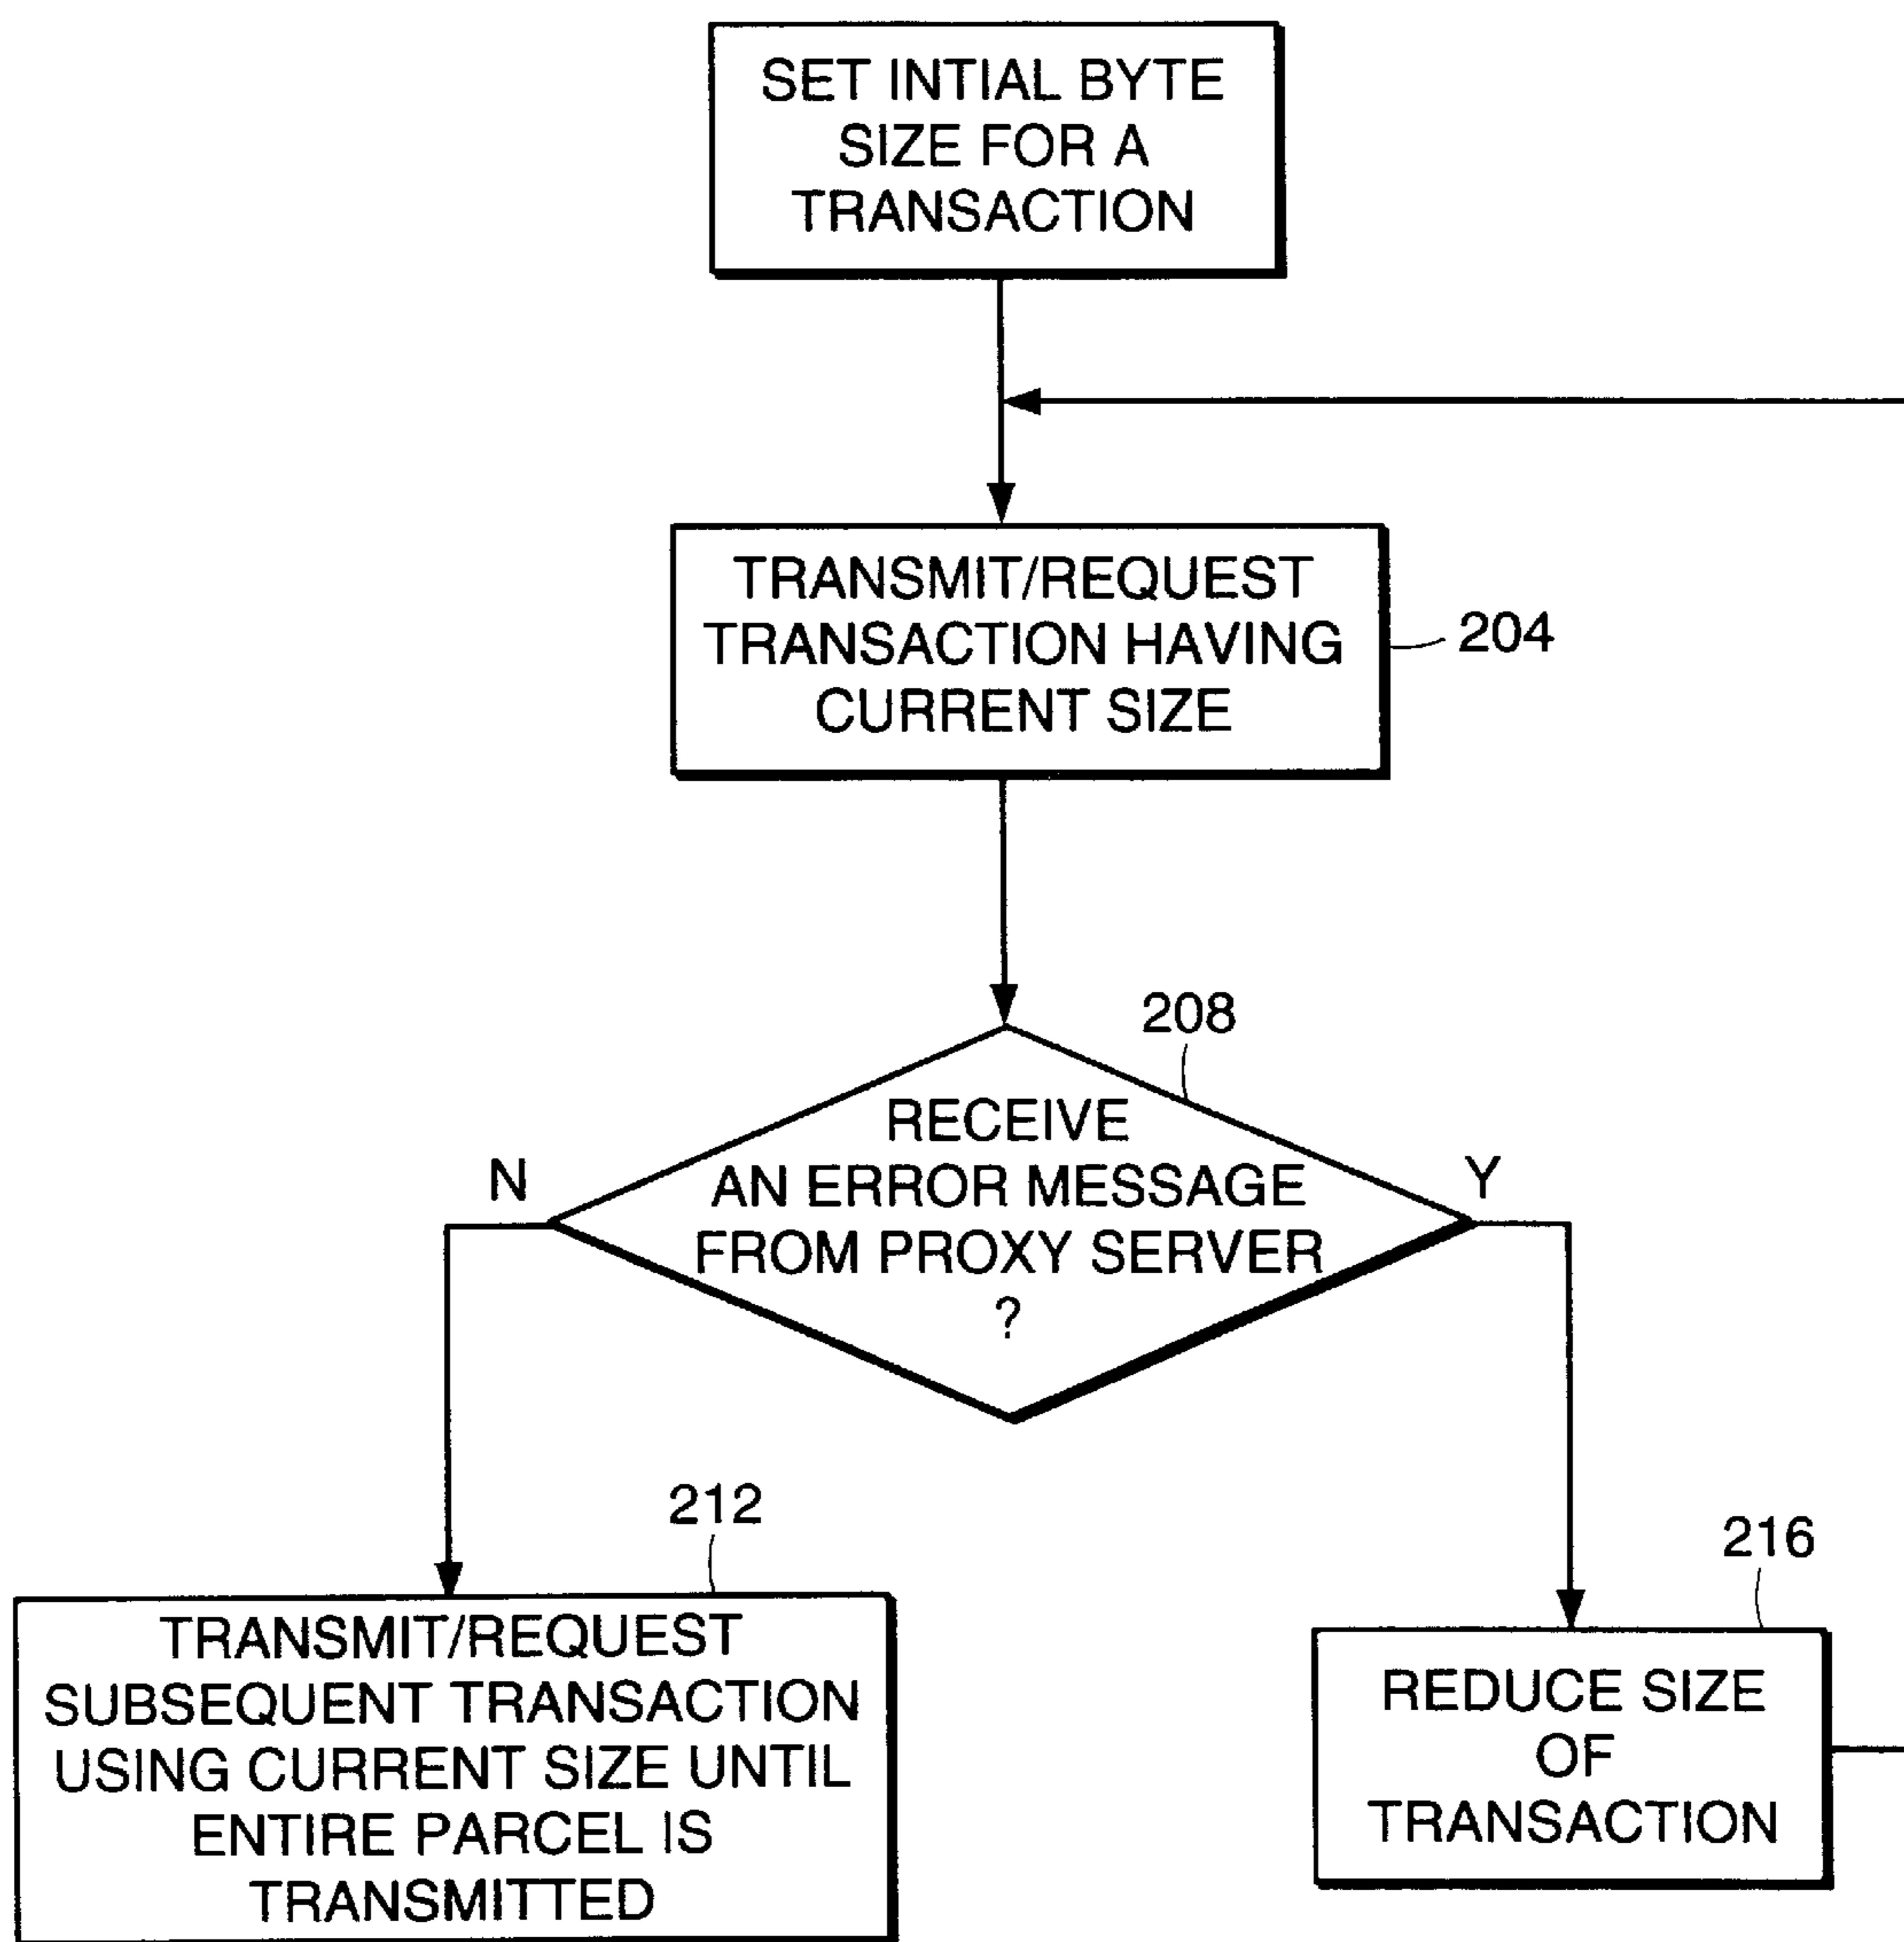 SET INTIAL BYTE
SIZE FOR A
TRANSACTION
TRANSMIT/REQUEST
TRANSACTION HAVING
CURRENT SIZE
204
208
RECEIVE
AN ERROR MESSAGE
FROM PROXY SERVER
?
N
Y
212
TRANSMIT/REQUEST
SUBSEQUENT TRANSACTION
USING CURRENT SIZE UNTIL
ENTIRE PARCEL IS
TRANSMITTED
216
REDUCE SIZE
OF
TRANSACTION